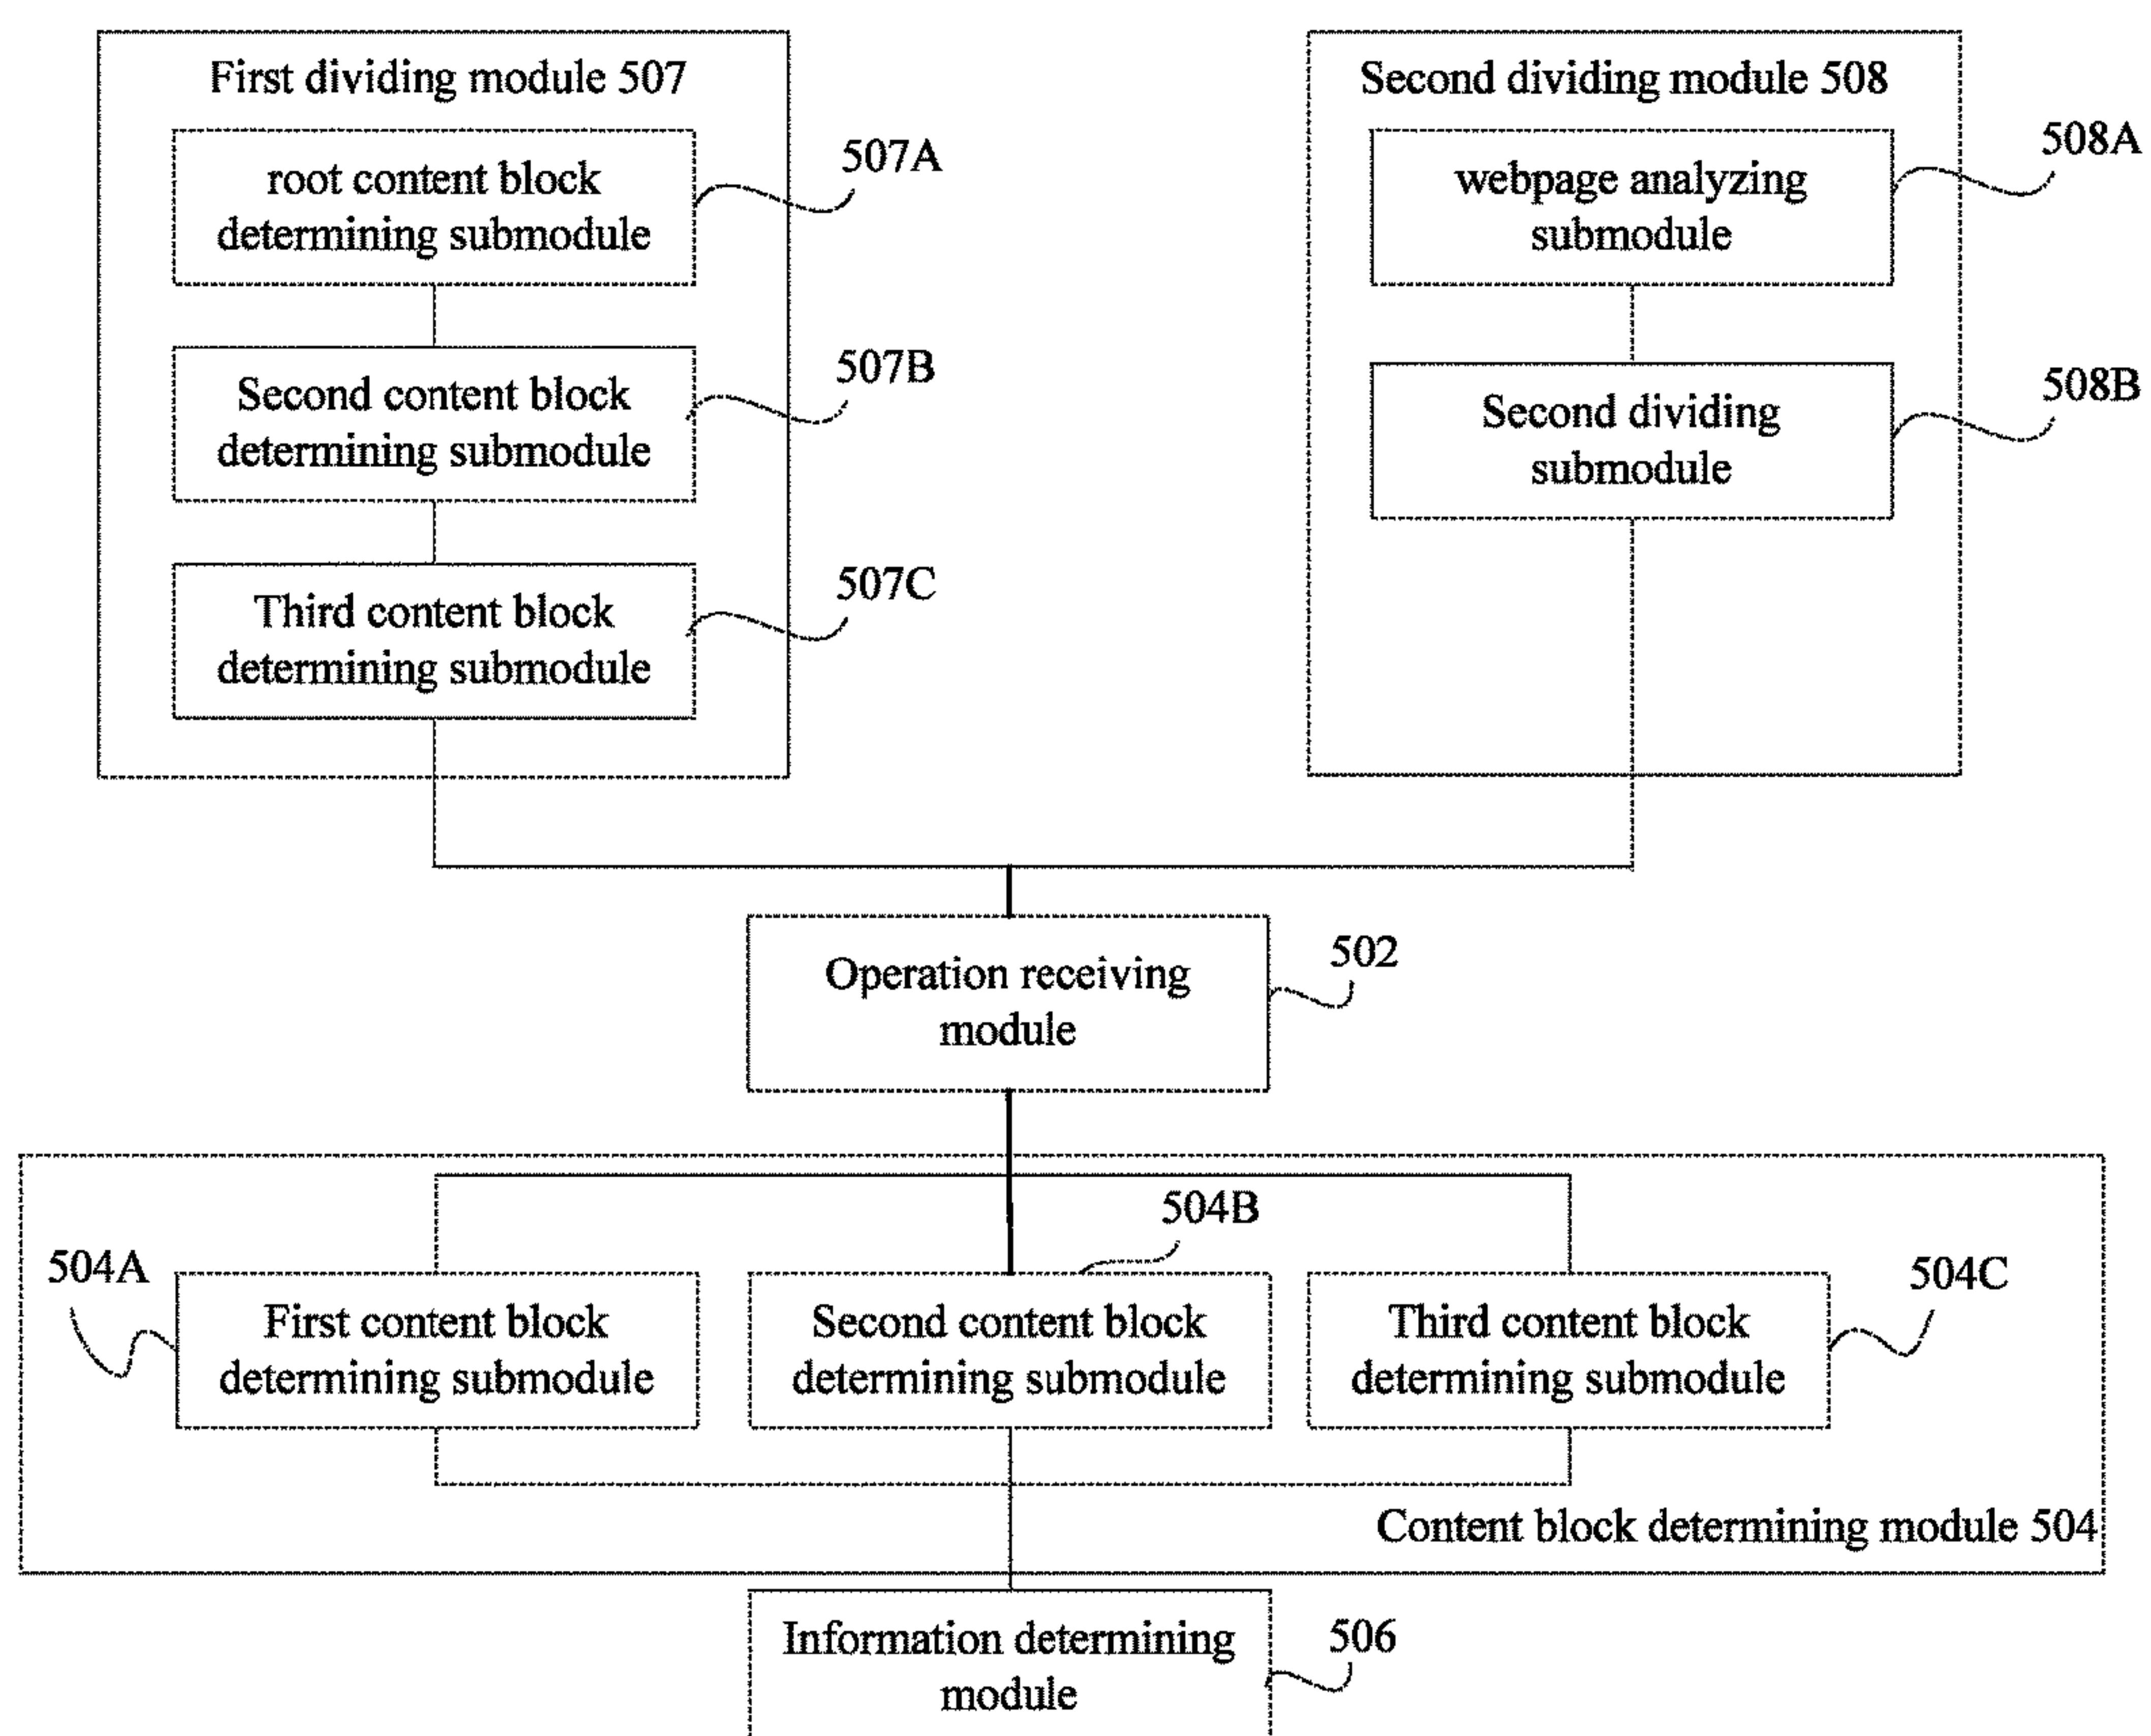 First dividing module 507
root content block
determining submodule
507A
Second content block
determining submodule
507B
Third content block
determining submodule
507C
Second dividing module 508
webpage analyzing
submodule
508A
Second dividing
submodule
508B
Operation receiving
module
502
504A
First content block
determining submodule
504B
Second content block
determining submodule
504C
Third content block
determining submodule
Content block determining module 504
Information determining
module
506